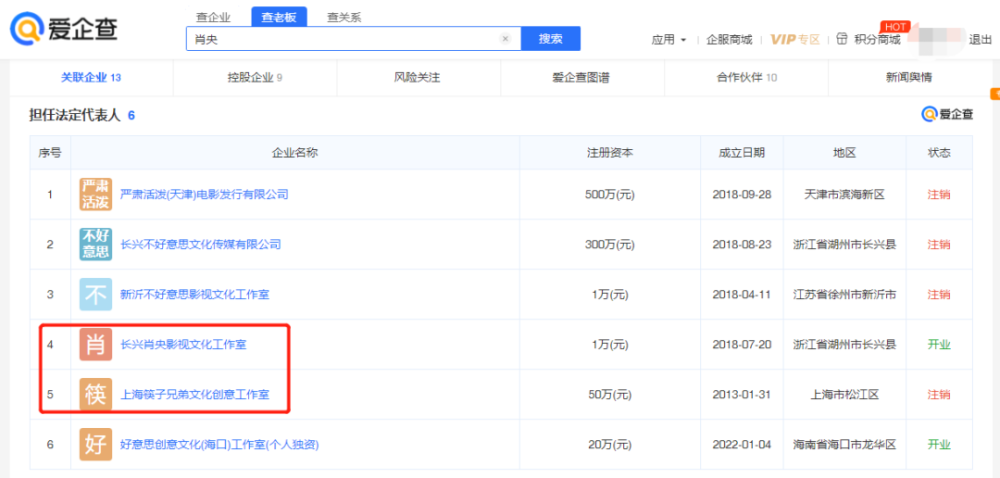 爱企查
查企业 查老板 查关系
肖央 × 搜索
应用 企服商城 VIP专区 积分商城 HOT 退出
关联企业 13 控股企业 9 风险关注 爱企查图谱 合作伙伴 10 新闻舆情
担任法定代表人 6 爱企查
序号 企业名称 注册资本 成立日期 地区 状态
1 严肃活泼 严肃活泼(天津)电影发行有限公司 500万(元) 2018-09-28 天津市滨海新区 注销
2 不好意思 长兴不好意思文化传媒有限公司 300万(元) 2018-08-23 浙江省湖州市长兴县 注销
3 不 新沂不好意思影视文化工作室 1万(元) 2018-04-11 江苏省徐州市新沂市 注销
4 肖 长兴肖央影视文化工作室 1万(元) 2018-07-20 浙江省湖州市长兴县 开业
5 筷 上海筷子兄弟文化创意工作室 50万(元) 2013-01-31 上海市松江区 注销
6 好 好意思创意文化(海口)工作室(个人独资) 20万(元) 2022-01-04 海南省海口市龙华区 开业